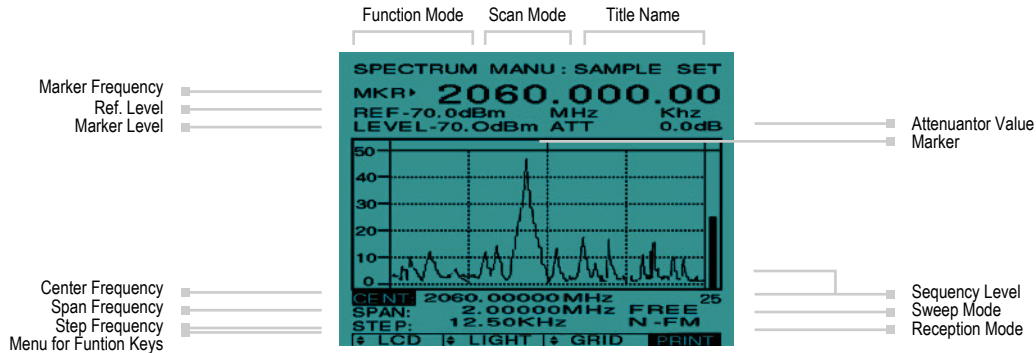 Function Mode Scan Mode Title Name
Marker Frequency
Ref. Level
Marker Level
SPECTRUM MANU : SAMPLE SET
MKR 2060.000.00
REF-70.0dBm MHz Khz
LEVEL-70.OdBm ATT 0.0dB
Attenuantor Value
Marker
50
40
30
20
10
0
Center Frequency
Span Frequency
Step Frequency
Menu for Funtion Keys
CENT: 2060.00000MHz 25
SPAN: 2.00000MHz FREE
STEP: 12.50KHz N-FM
LCD LIGHT GRID PRINT
Sequency Level
Sweep Mode
Reception Mode